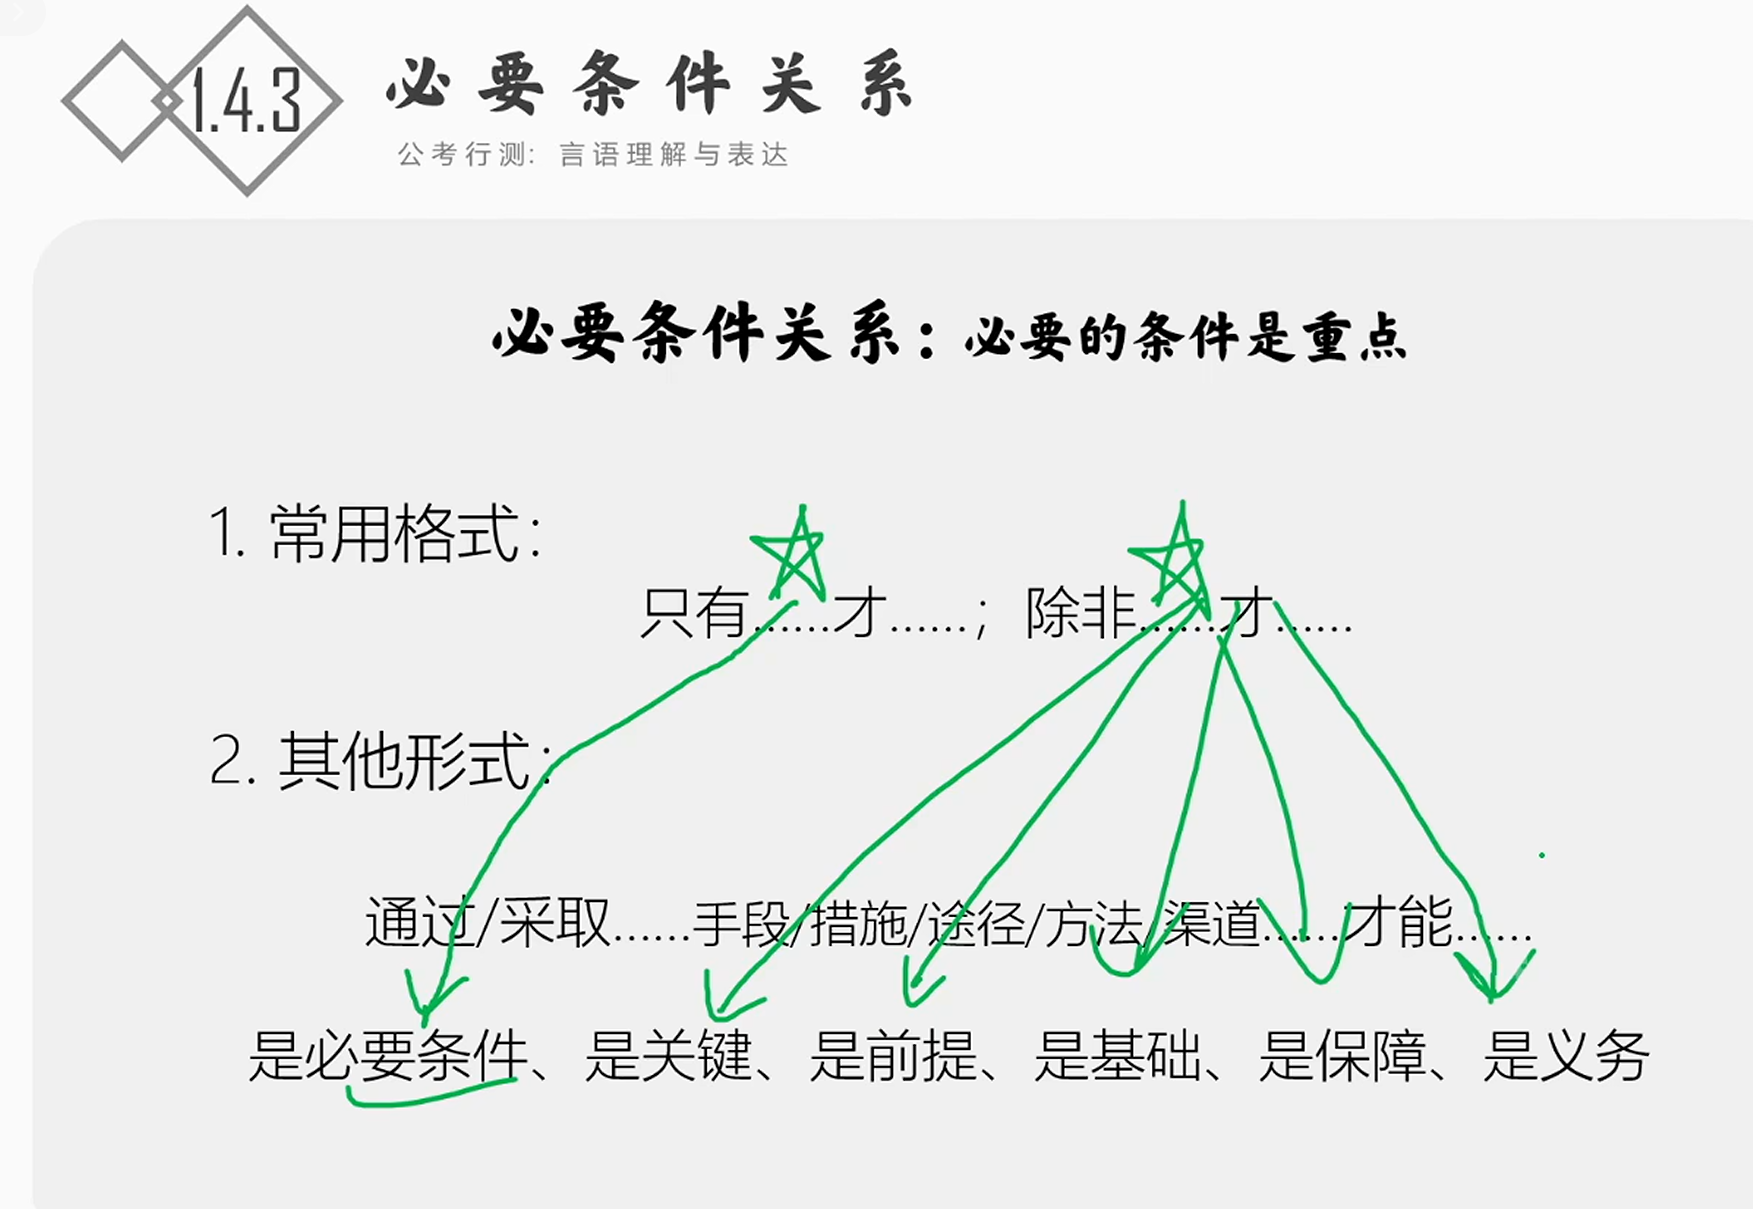 1.4.3
必要条件关系
公考行测：言语理解与表达
必要条件关系：必要的条件是重点
1. 常用格式：
只有……才……；除非……才……
2. 其他形式：
通过/采取……手段/措施/途径/方法/渠道……才能……
是必要条件、是关键、是前提、是基础、是保障、是义务